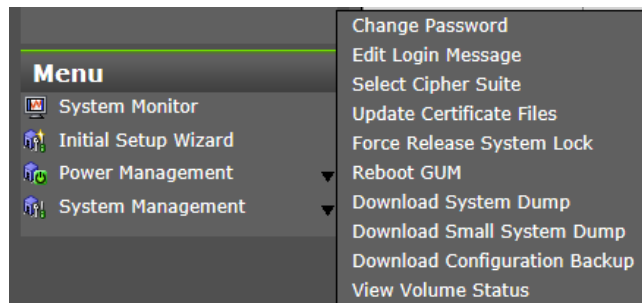 Menu
System Monitor
Initial Setup Wizard
Power Management
System Management
Change Password
Edit Login Message
Select Cipher Suite
Update Certificate Files
Force Release System Lock
Reboot GUM
Download System Dump
Download Small System Dump
Download Configuration Backup
View Volume Status